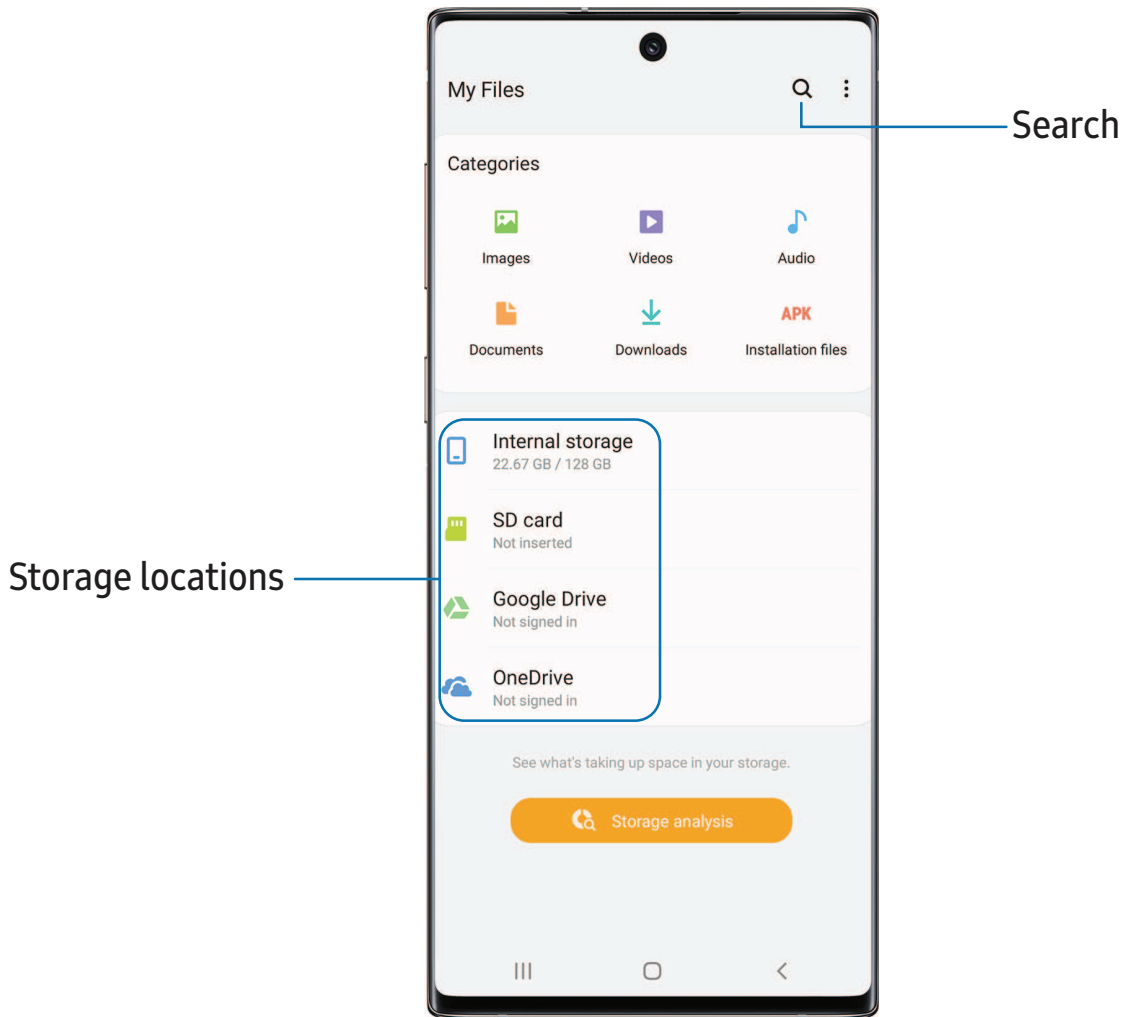 My Files
Search
Categories
Images Videos Audio
APK
Documents Downloads Installation files
Internal storage
22.67 GB / 128 GB
SD card
Not inserted
Storage locations
Google Drive
Not signed in
OneDrive
Not signed in
See what's taking up space in your storage.
Storage analysis